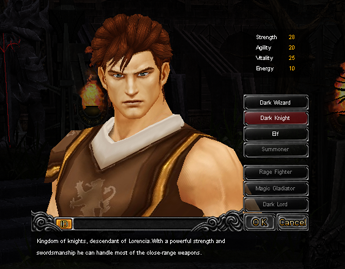 Strength 28
Agility 20
Vitality 25
Energy 10
Dark Wizard
Dark Knight
Elf
Summoner
Rage Fighter
Magic Gladiator
Dark Lord
OK Cancel
Kingdom of knights, descendant of Lorencia.With a powerful strength and
swordsmanship he can handle most of the close-range weapons.